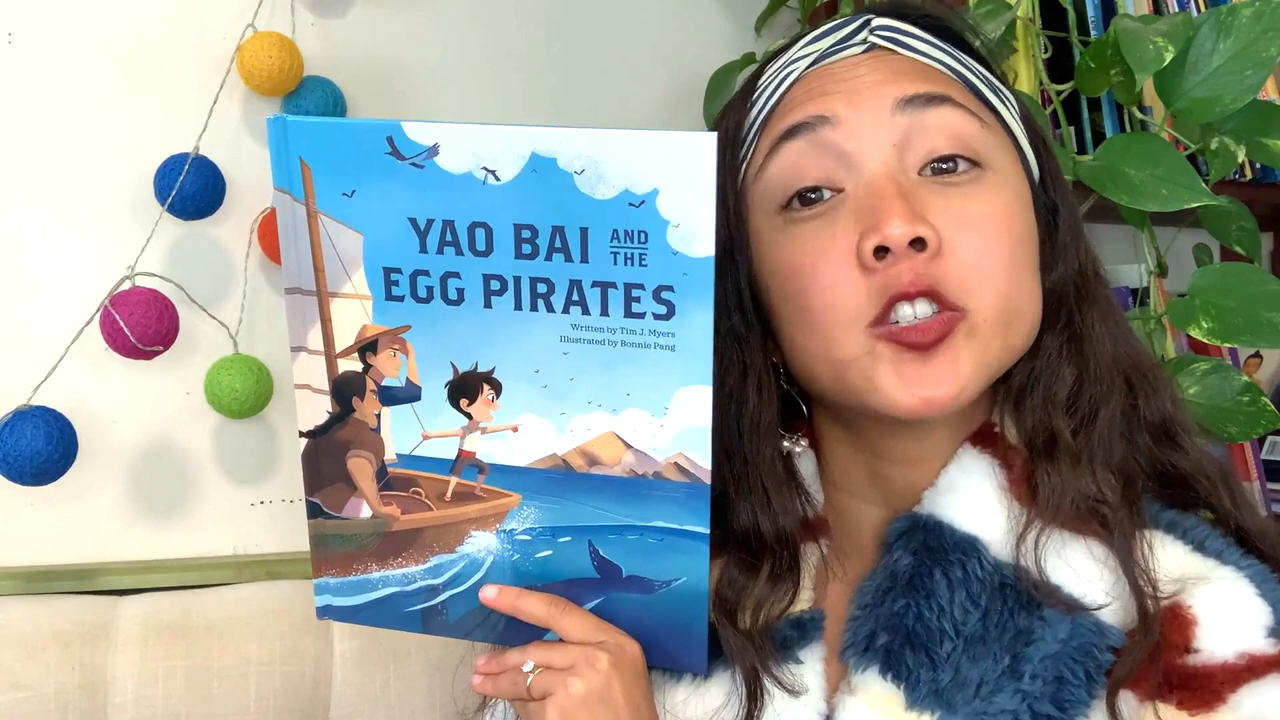 YAO BAI AND THE
EGG PIRATES
Written by Tim J. Myers
Illustrated by Bonnie Pang